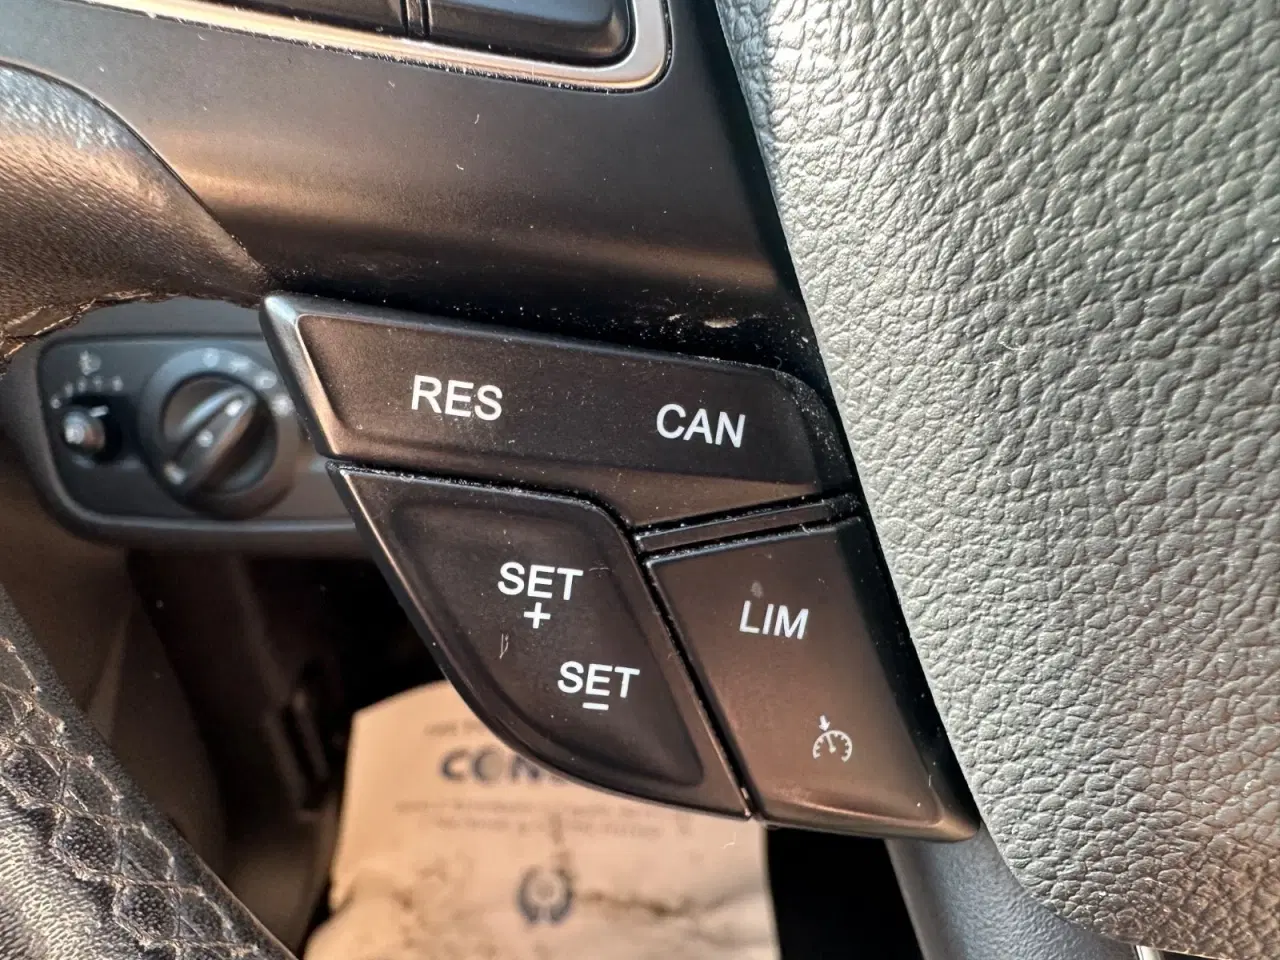 RES
CAN
SET
+
SET
-
LIM